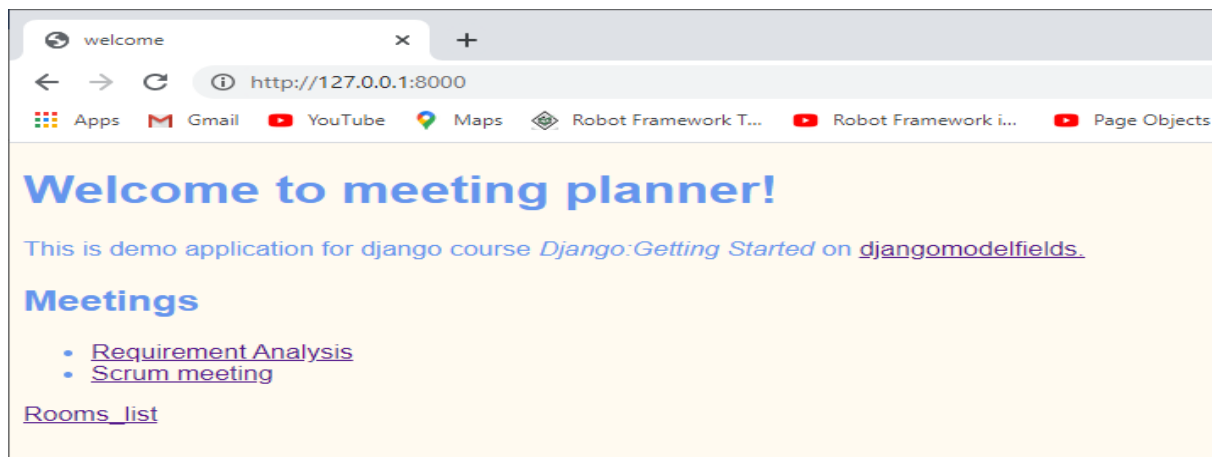 welcome
http://127.0.0.1:8000
Apps Gmail YouTube Maps Robot Framework T... Robot Framework i... Page Objects
Welcome to meeting planner!
This is demo application for django course Django:Getting Started on djangomodelfields.
Meetings
Requirement Analysis
Scrum meeting
Rooms_list